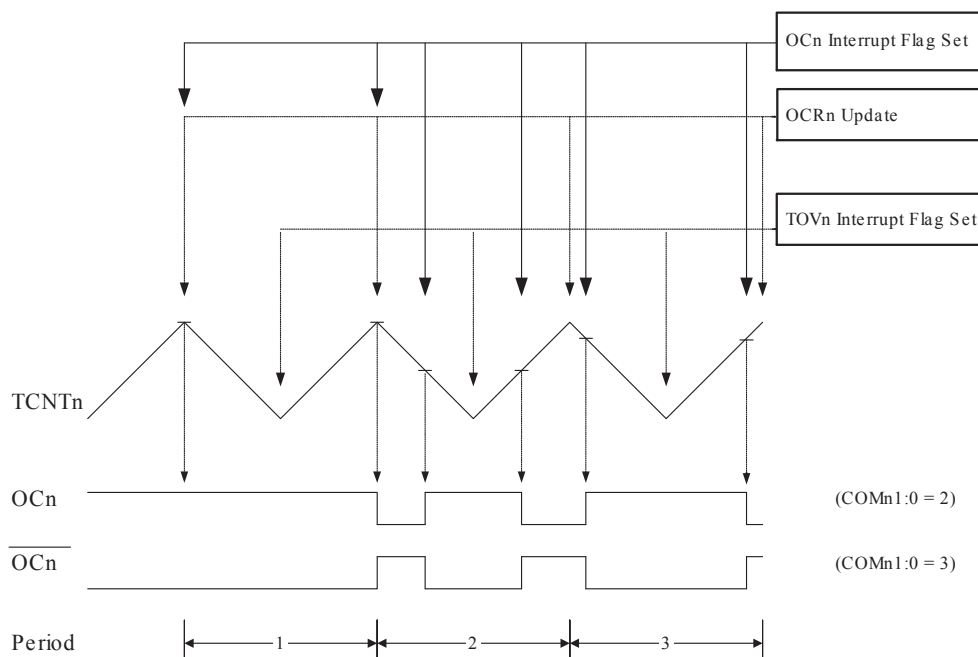 OCn Interrupt Flag Set
OCRn Update
TOVn Interrupt Flag Set
TCNTn
OCn
(COMn1:0 = 2)
OCn
(COMn1:0 = 3)
Period
1
2
3